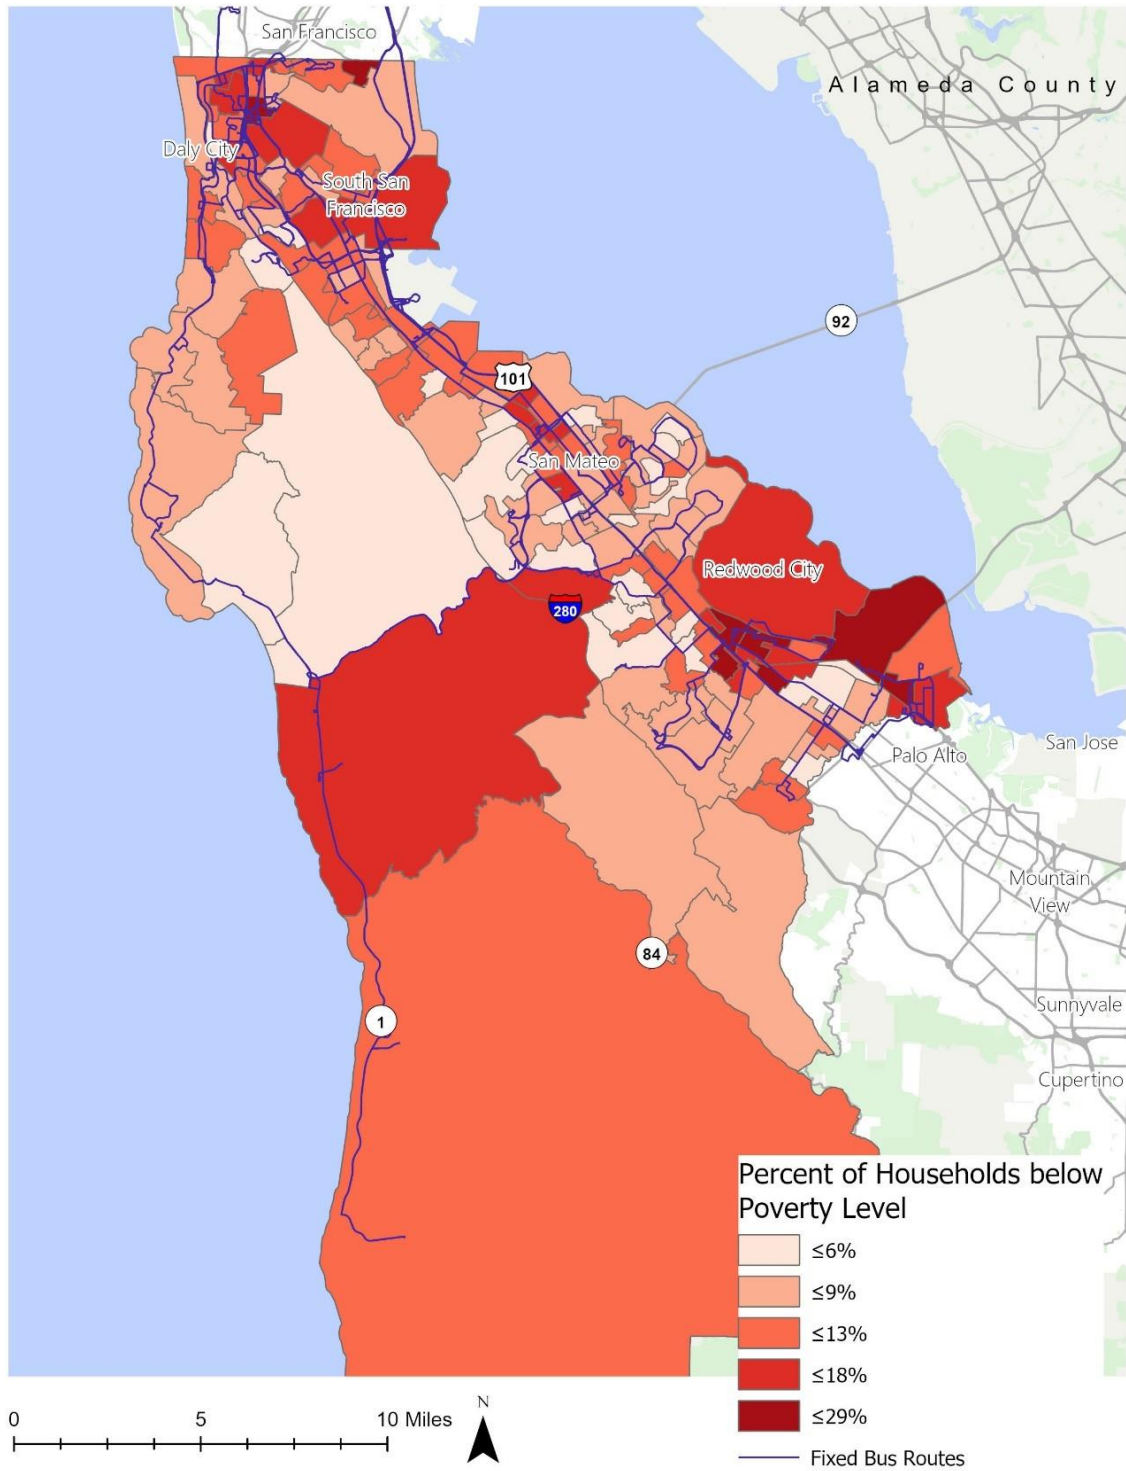 San Francisco
Alameda County
Daly City
South San
Francisco
92
101
San Mateo
Redwood City
280
San Jose
Palo Alto
Mountain
View
84
Sunnyvale
1
Cupertino
Percent of Households below
Poverty Level
≤6%
≤9%
≤13%
≤18%
≤29%
Fixed Bus Routes
0 5 10 Miles
N